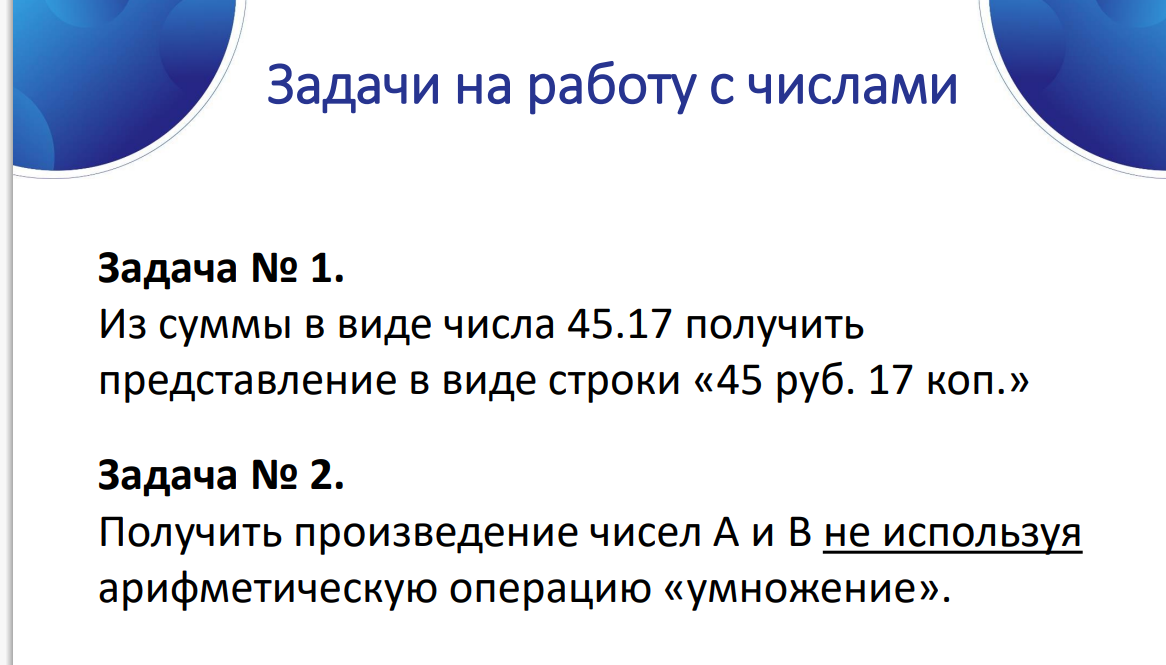 Задачи на работу с числами
Задача № 1.
Из суммы в виде числа 45.17 получить
представление в виде строки «45 руб. 17 коп.»
Задача № 2.
Получить произведение чисел А и В не используя
арифметическую операцию «умножение».